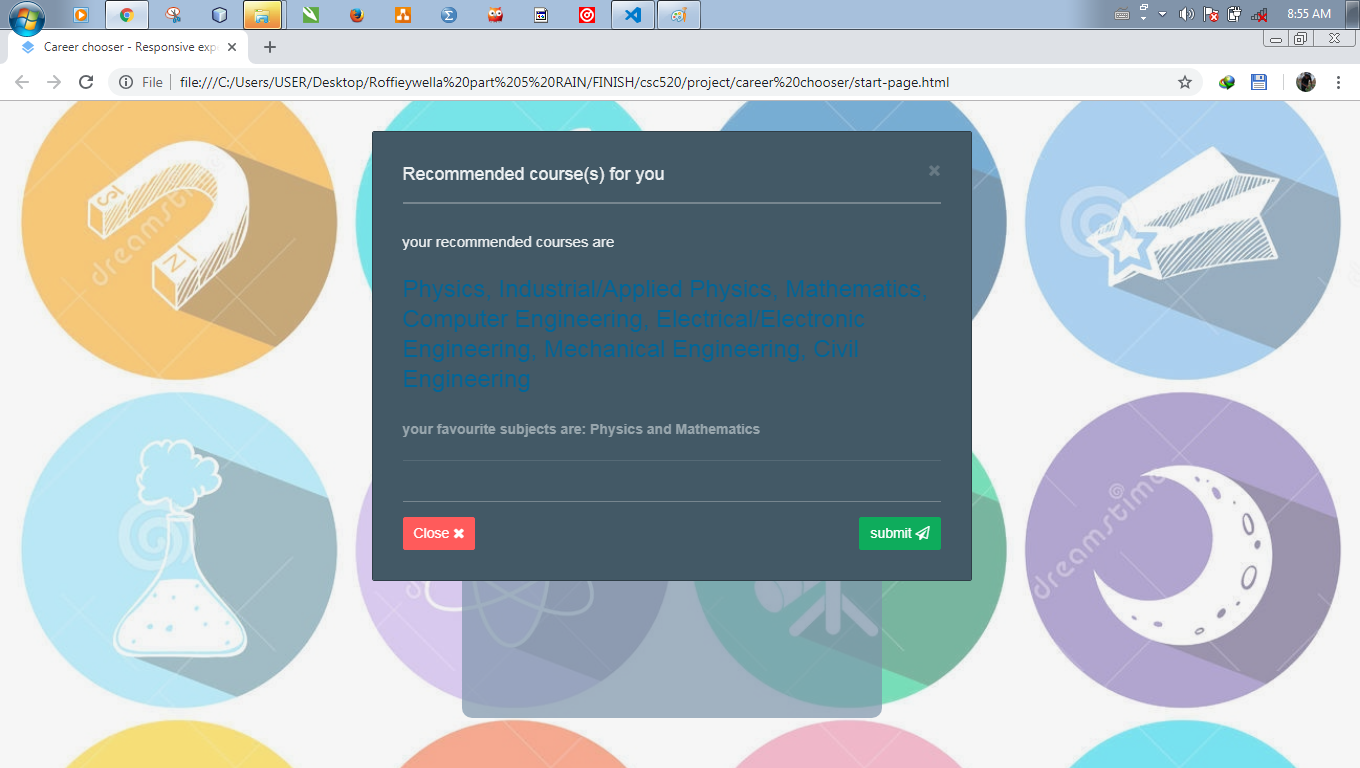 8:55 AM
Career chooser - Responsive exp
File
file:///C:/Users/USER/Desktop/Roffieywella%20part%205%20RAIN/FINISH/csc520/project/career%20chooser/start-page.html
Recommended course(s) for you
your recommended courses are
Physics, Industrial/Applied Physics, Mathematics,
Computer Engineering, Electrical/Electronic
Engineering, Mechanical Engineering, Civil
Engineering
your favourite subjects are: Physics and Mathematics
Close
submit
S
N
dreamstime
dreamstime